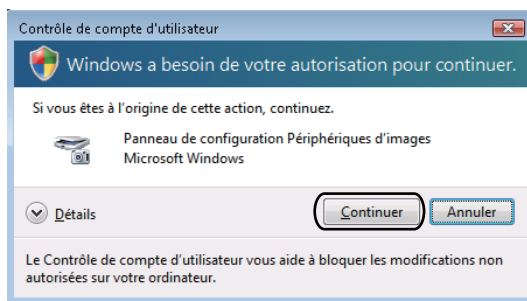 Contrôle de compte d'utilisateur
Windows a besoin de votre autorisation pour continuer.
Si vous êtes à l'origine de cette action, continuez.
Panneau de configuration Périphériques d'images
Microsoft Windows
Détails
Continuer
Annuler
Le Contrôle de compte d'utilisateur vous aide à bloquer les modifications non
autorisées sur votre ordinateur.